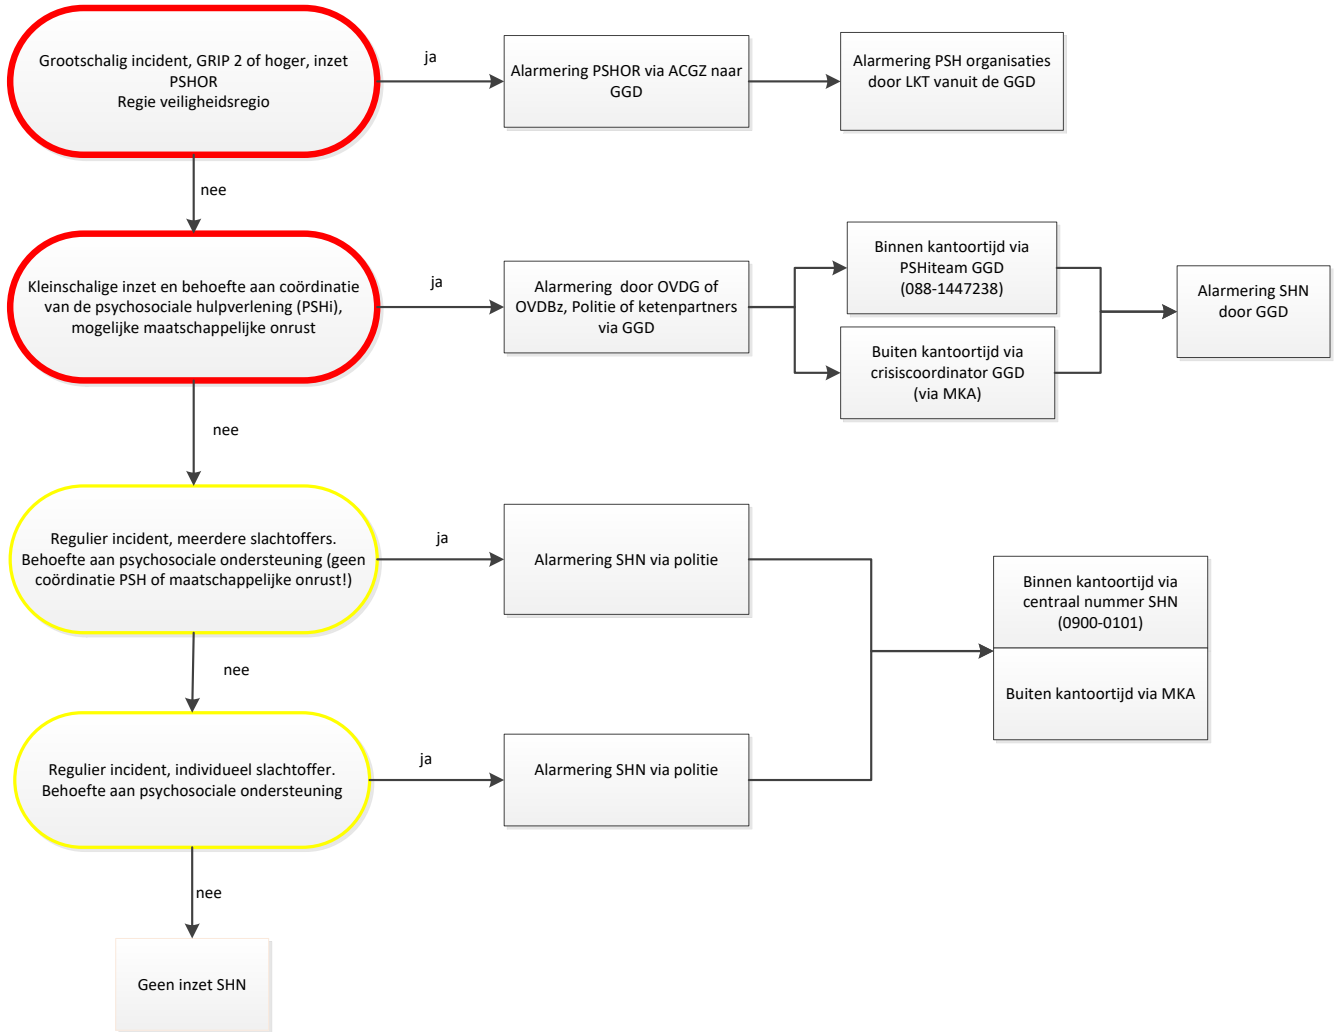 Grootschalig incident, GRIP 2 of hoger, inzet
PSHOR
Regie veiligheidsregio
ja
Alarmering PSHOR via ACGZ naar
GGD
Alarmering PSH organisaties
door LKT vanuit de GGD
nee
Kleinschalige inzet en behoefte aan coördinatie
van de psychosociale hulpverlening (PSHi),
mogelijke maatschappelijke onrust
ja
Alarmering  door OVDG of
OVDBz, Politie of ketenpartners
via GGD
Binnen kantoortijd via
PSHiteam GGD
(088-1447238)
Buiten kantoortijd via
crisiscoordinator GGD
(via MKA)
Alarmering SHN
door GGD
nee
Regulier incident, meerdere slachtoffers.
Behoefte aan psychosociale ondersteuning (geen
coördinatie PSH of maatschappelijke onrust!)
ja
Alarmering SHN via politie
Binnen kantoortijd via
centraal nummer SHN
(0900-0101)
Buiten kantoortijd via MKA
nee
Regulier incident, individueel slachtoffer.
Behoefte aan psychosociale ondersteuning
ja
Alarmering SHN via politie
nee
Geen inzet SHN